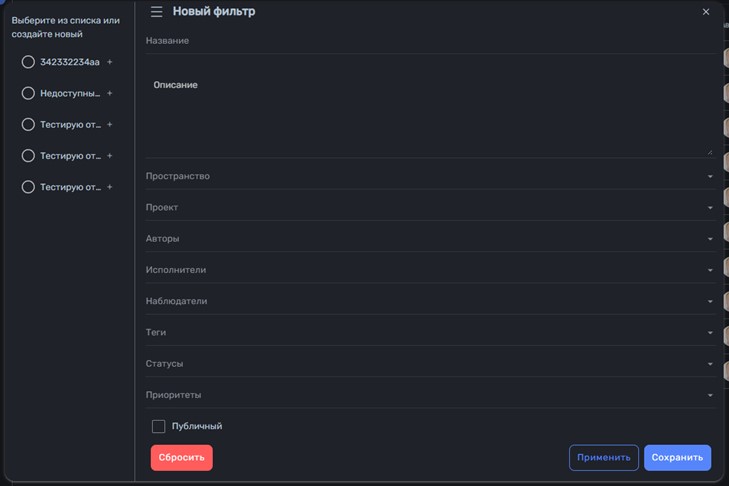 Выберите из списка или
создайте новый
342332234aa +
Недоступны... +
Тестирую от... +
Тестирую от... +
Тестирую от... +
Новый фильтр
Название
Описание
Пространство
Проект
Авторы
Исполнители
Наблюдатели
Теги
Статусы
Приоритеты
Публичный
Сбросить
Применить
Сохранить